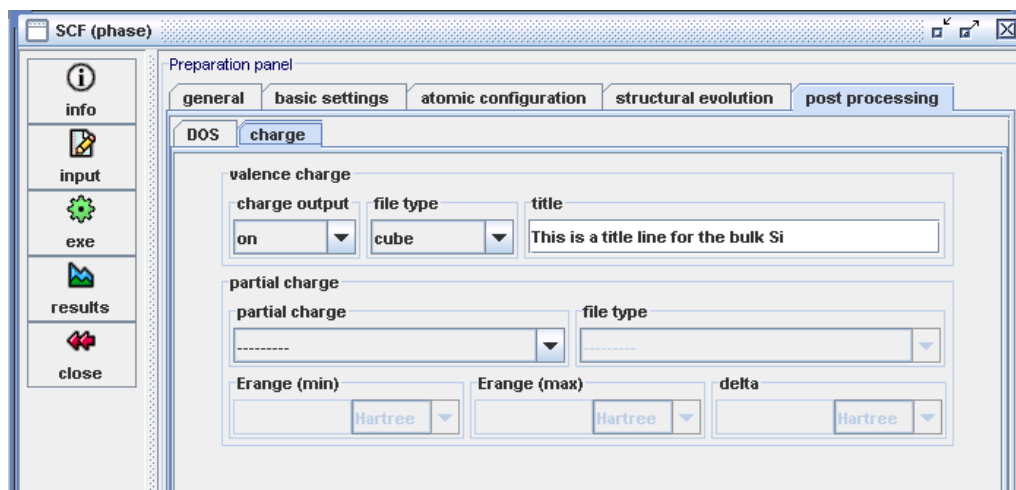 SCF (phase)
info
input
exe
results
close
Preparation panel
general basic settings atomic configuration structural evolution post processing
DOS charge
valence charge
charge output file type title
on cube This is a title line for the bulk Si
partial charge
partial charge file type
--------- ---------
Erange (min) Erange (max) delta
Hartree Hartree Hartree